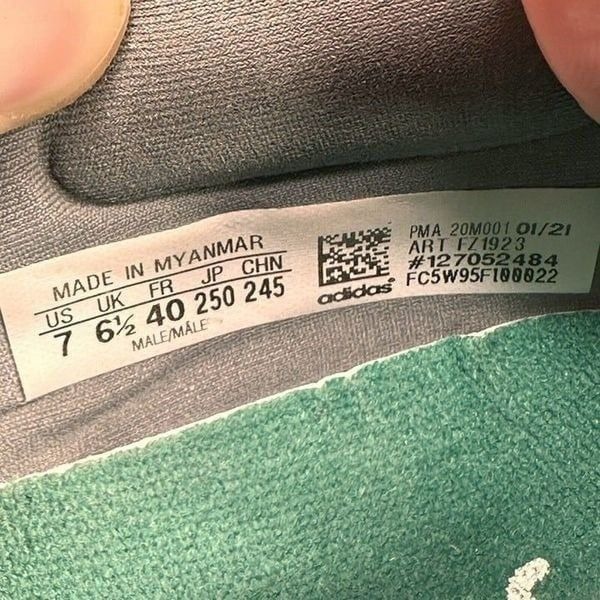 MADE IN MYANMAR
US UK FR JP CHN
7 6½ 40 250 245
MALE/MÂLE
adidas®
PMA 20M001 01/21
ART FZ1923
#127052484
FC5W95FI00022